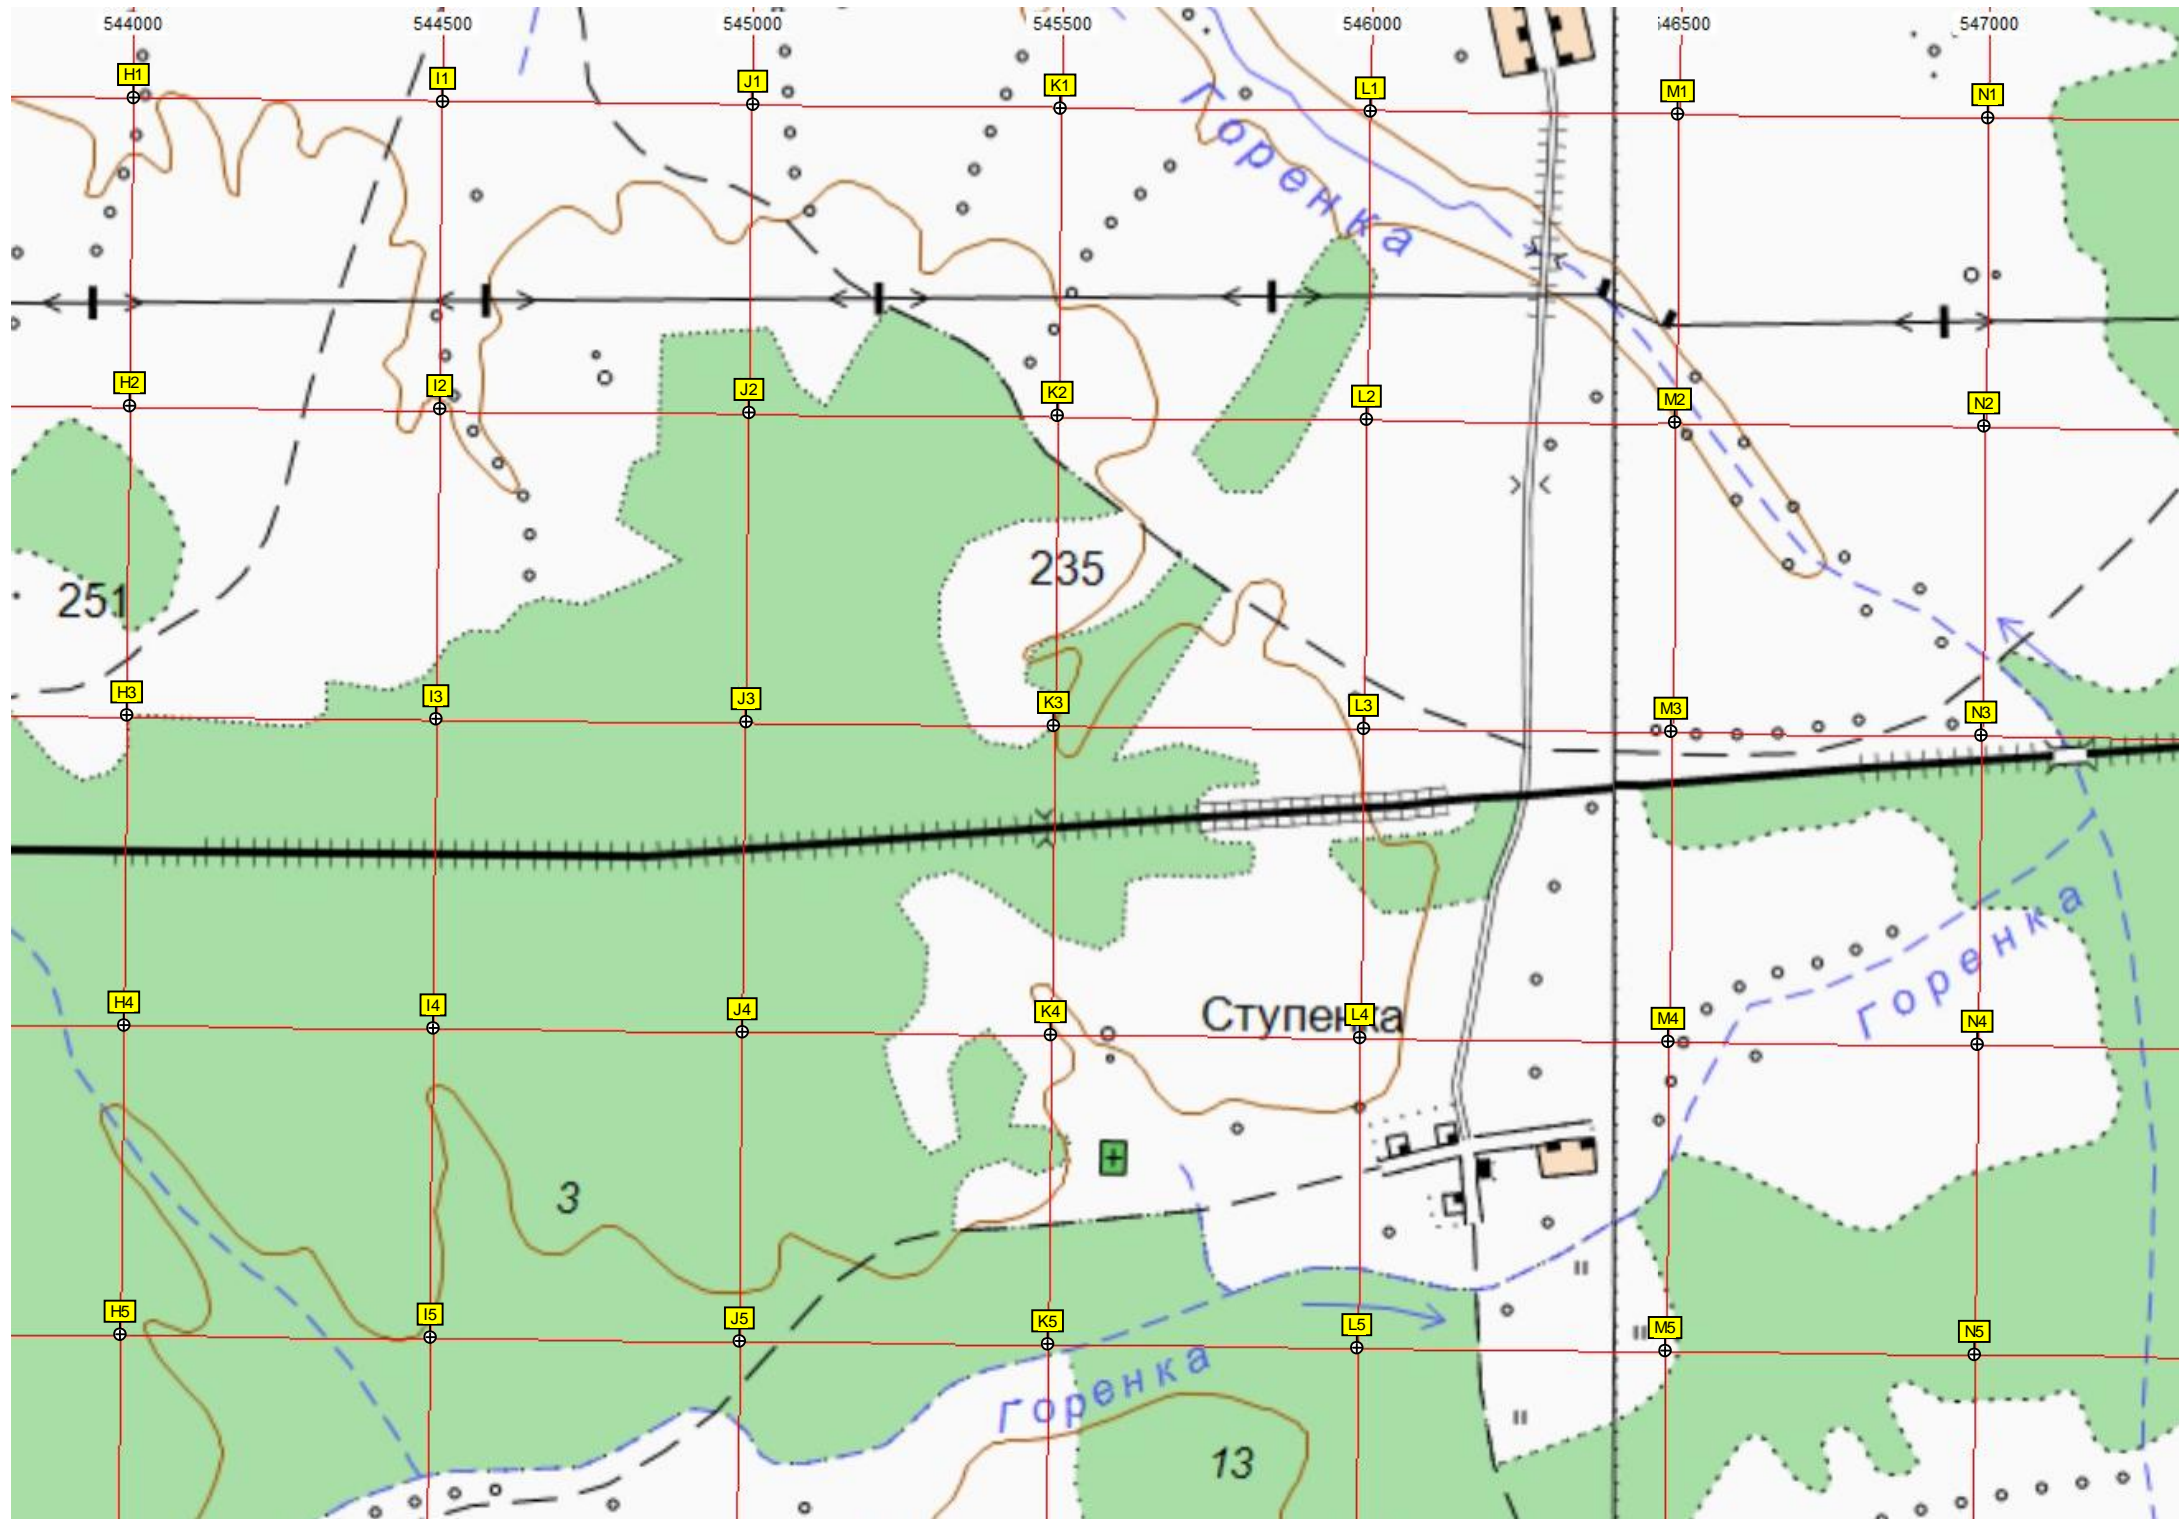 544000 544500 545000 545500 546000 46500 547000
H1 I1 J1 K1 L1 M1 N1
Горенка
H2 I2 J2 K2 L2 M2 N2
235
251
H3 I3 J3 K3 L3 M3 N3
Горенка
H4 I4 J4 K4 L4 M4 N4
Ступенка
3
H5 I5 J5 K5 L5 M5 N5
Горенка
13